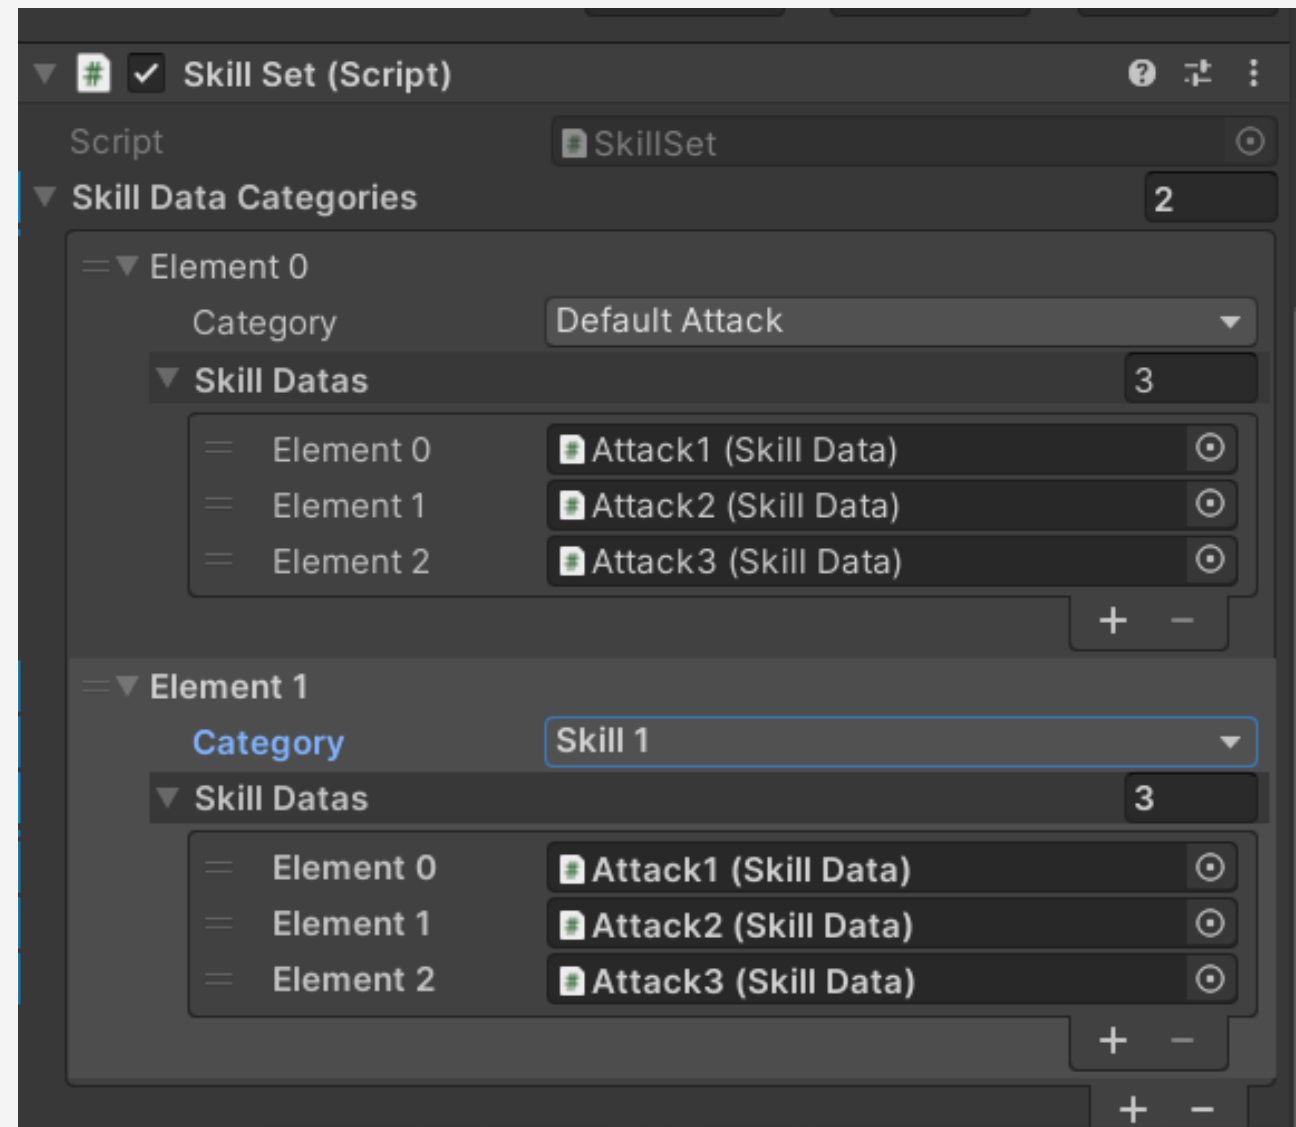 Skill Set (Script)
Script SkillSet
Skill Data Categories 2
Element 0
Category Default Attack
Skill Datas 3
Element 0 Attack1 (Skill Data)
Element 1 Attack2 (Skill Data)
Element 2 Attack3 (Skill Data)
Element 1
Category Skill 1
Skill Datas 3
Element 0 Attack1 (Skill Data)
Element 1 Attack2 (Skill Data)
Element 2 Attack3 (Skill Data)